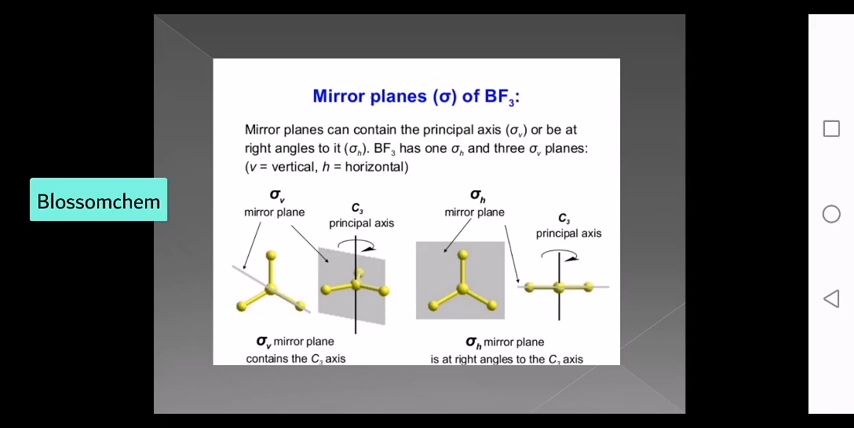 Mirror planes (σ) of BF₃:
Mirror planes can contain the principal axis (σᵥ) or be at
right angles to it (σₕ). BF₃ has one σₕ and three σᵥ planes:
(v = vertical, h = horizontal)
Blossomchem
σᵥ
mirror plane
C₃
principal axis
σₕ
mirror plane
C₃
principal axis
σᵥ mirror plane
contains the C₃ axis
σₕ mirror plane
is at right angles to the C₃ axis